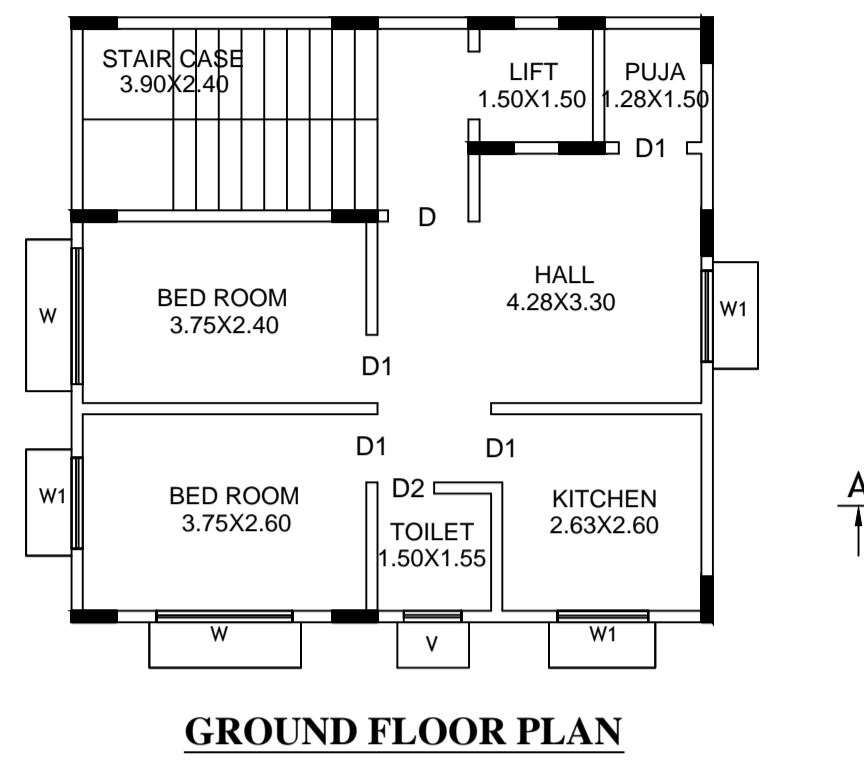 STAIR CASE
3.90X2.40
LIFT
1.50X1.50
PUJA
1.28X1.50
D1
D
BED ROOM
3.75X2.40
HALL
4.28X3.30
W
W1
D1
D1
D1
W1
BED ROOM
3.75X2.60
D2
TOILET
1.50X1.55
KITCHEN
2.63X2.60
A
W
V
W1
GROUND FLOOR PLAN